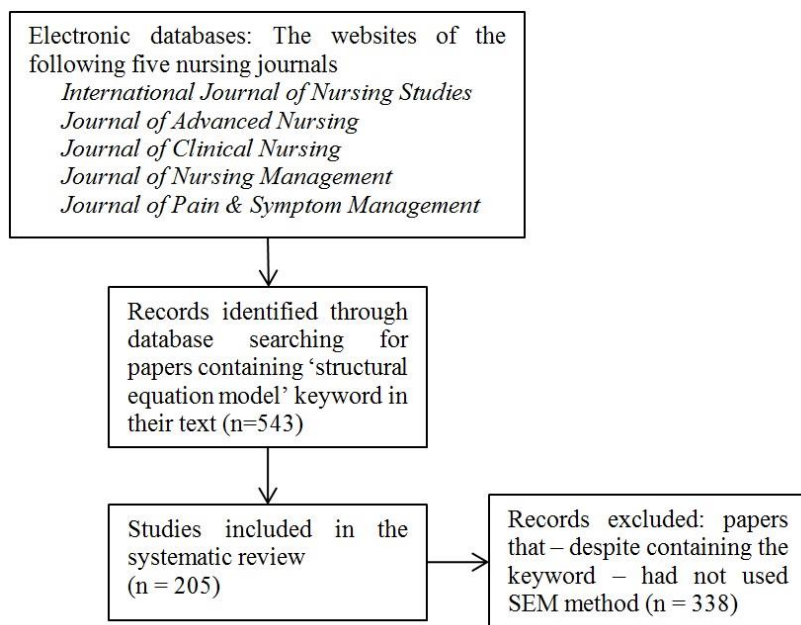 Electronic databases: The websites of the
following five nursing journals
International Journal of Nursing Studies
Journal of Advanced Nursing
Journal of Clinical Nursing
Journal of Nursing Management
Journal of Pain & Symptom Management
Records identified through
database searching for
papers containing ‘structural
equation model’ keyword in
their text (n=543)
Studies included in the
systematic review
(n = 205)
Records excluded: papers
that – despite containing the
keyword – had not used
SEM method (n = 338)